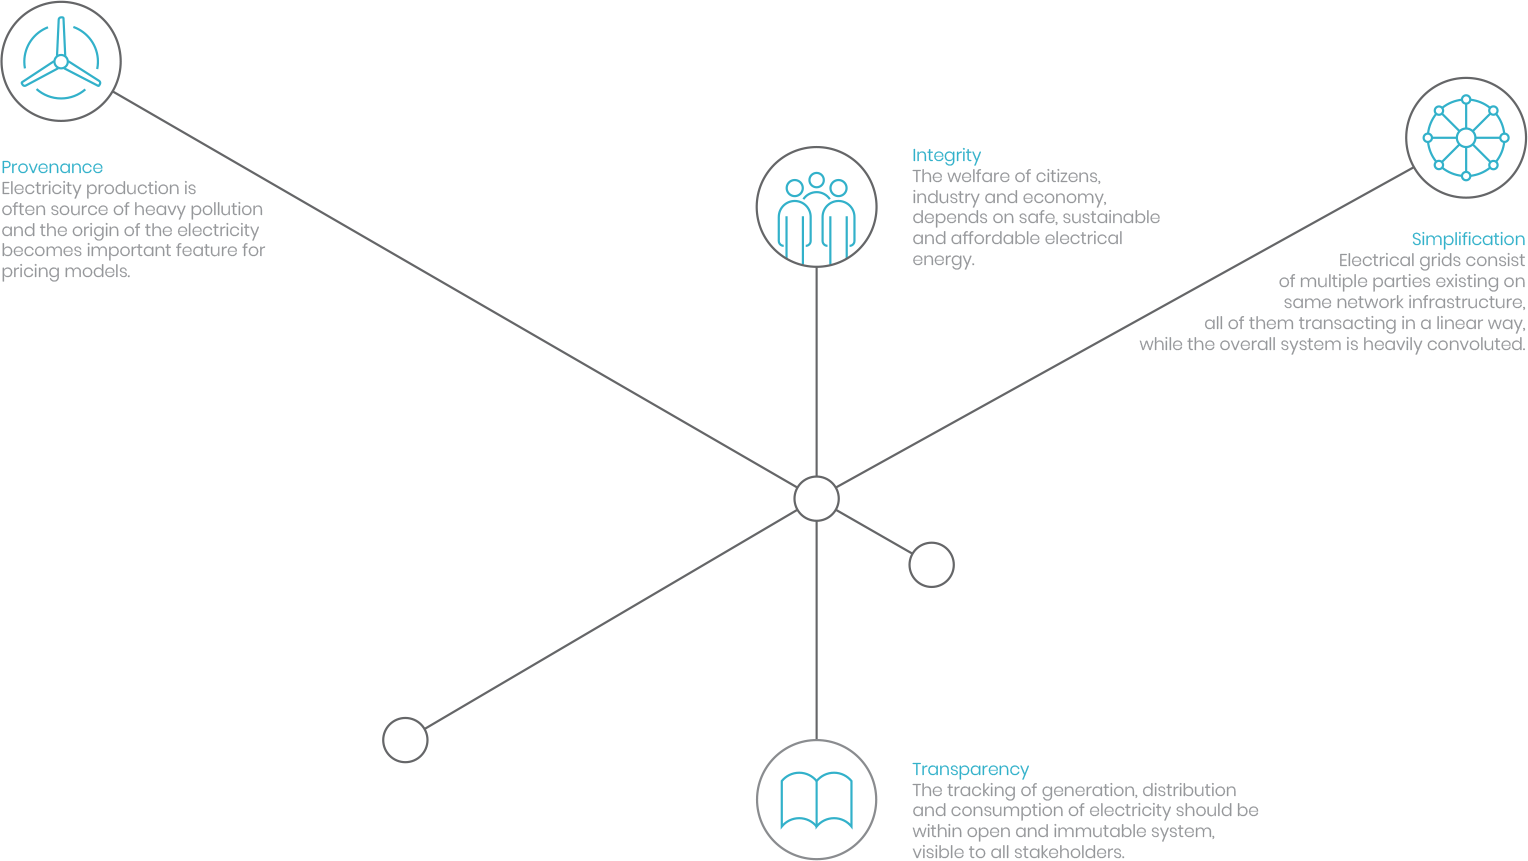 Provenance
Electricity production is
often source of heavy pollution
and the origin of the electricity
becomes important feature for
pricing models.
Integrity
The welfare of citizens,
industry and economy,
depends on safe, sustainable
and affordable electrical
energy.
Simplification
Electrical grids consist
of multiple parties existing on
same network infrastructure,
all of them transacting in a linear way,
while the overall system is heavily convoluted.
Transparency
The tracking of generation, distribution
and consumption of electricity should be
within open and immutable system,
visible to all stakeholders.